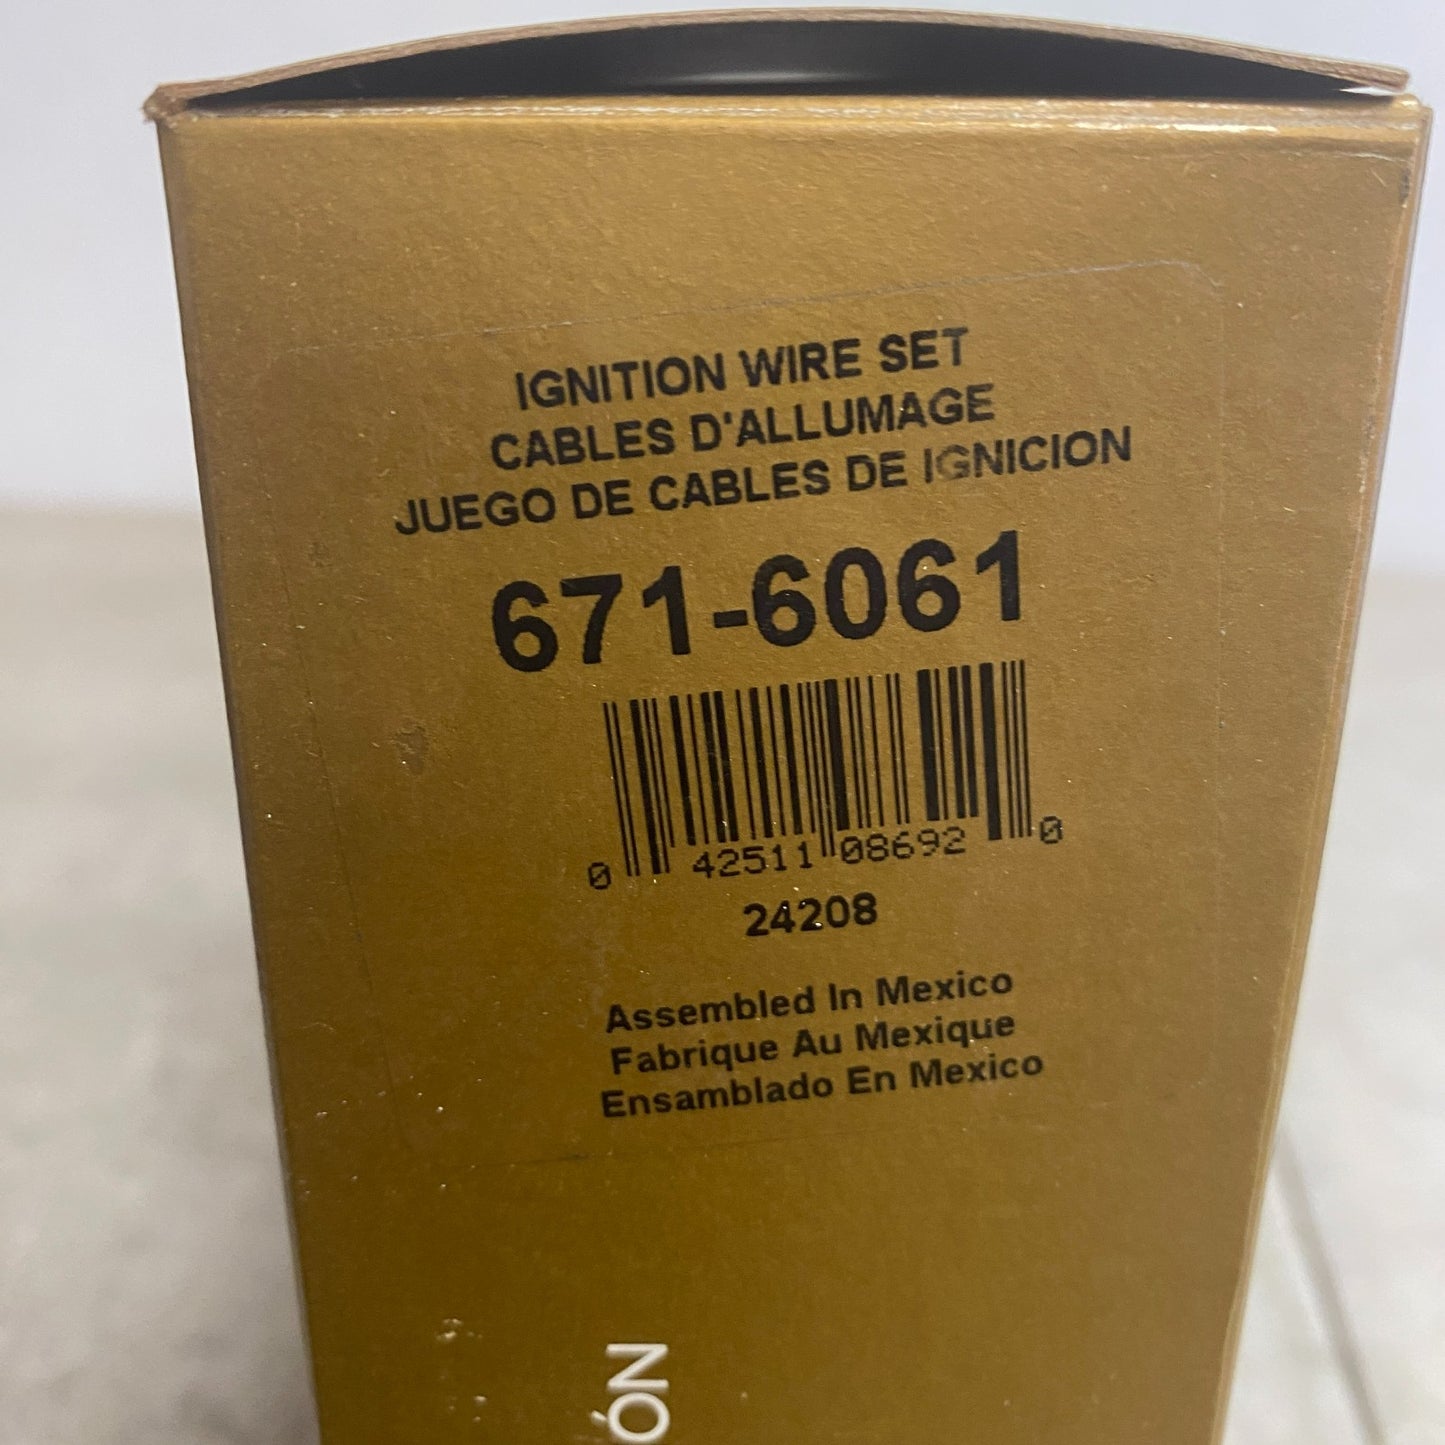 IGNITION WIRE SET
CABLES D'ALLUMAGE
JUEGO DE CABLES DE IGNICION
671-6061
0 42511 08692 0
24208
Assembled In Mexico
Fabrique Au Mexique
Ensamblado En Mexico
ÓN